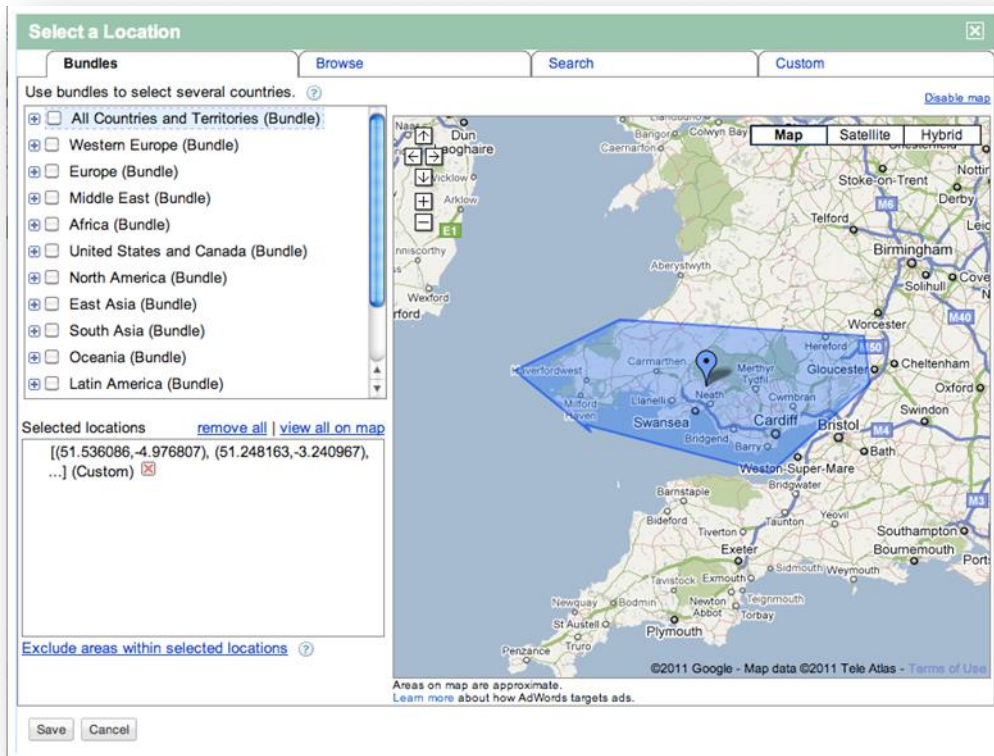 Select a Location
Bundles
Browse
Search
Custom
Use bundles to select several countries. ?
Disable map
All Countries and Territories (Bundle)
Western Europe (Bundle)
Europe (Bundle)
Middle East (Bundle)
Africa (Bundle)
United States and Canada (Bundle)
North America (Bundle)
East Asia (Bundle)
South Asia (Bundle)
Oceania (Bundle)
Latin America (Bundle)
Selected locations
remove all | view all on map
[(51.536086,-4.976807), (51.248163,-3.240967),
...] (Custom)
Exclude areas within selected locations ?
Save
Cancel
Map
Satellite
Hybrid
Dun
Laoghaire
Bangor
Colwyn Bay
Caernarfon
Wicklow
Arklow
E1
Wexford
Stoke-on-Trent
Derby
M6
Telford
Birmingham
Solihull
Aberystwyth
M40
Worcester
Hereford
M50
Haverfordwest
Carmarthen
Merthyr
Tydfil
Gloucester
Cheltenham
Oxford
Milford
Haven
Llanelli
Neath
Cwmbran
Swansea
Cardiff
Swindon
Bridgend
Barry
Bristol
M4
Bath
Weston-Super-Mare
Bridgwater
M3
Barnstaple
Bideford
Taunton
Yeovil
Tiverton
Southampton
Exeter
Bournemouth
Tavistock
Exmouth
Sidmouth
Weymouth
Newquay
Bodmin
Newton
Abbot
Teignmouth
Torbay
St Austell
Plymouth
Truro
Penzance
©2011 Google - Map data ©2011 Tele Atlas - Terms of Use
Areas on map are approximate.
Learn more about how AdWords targets ads.